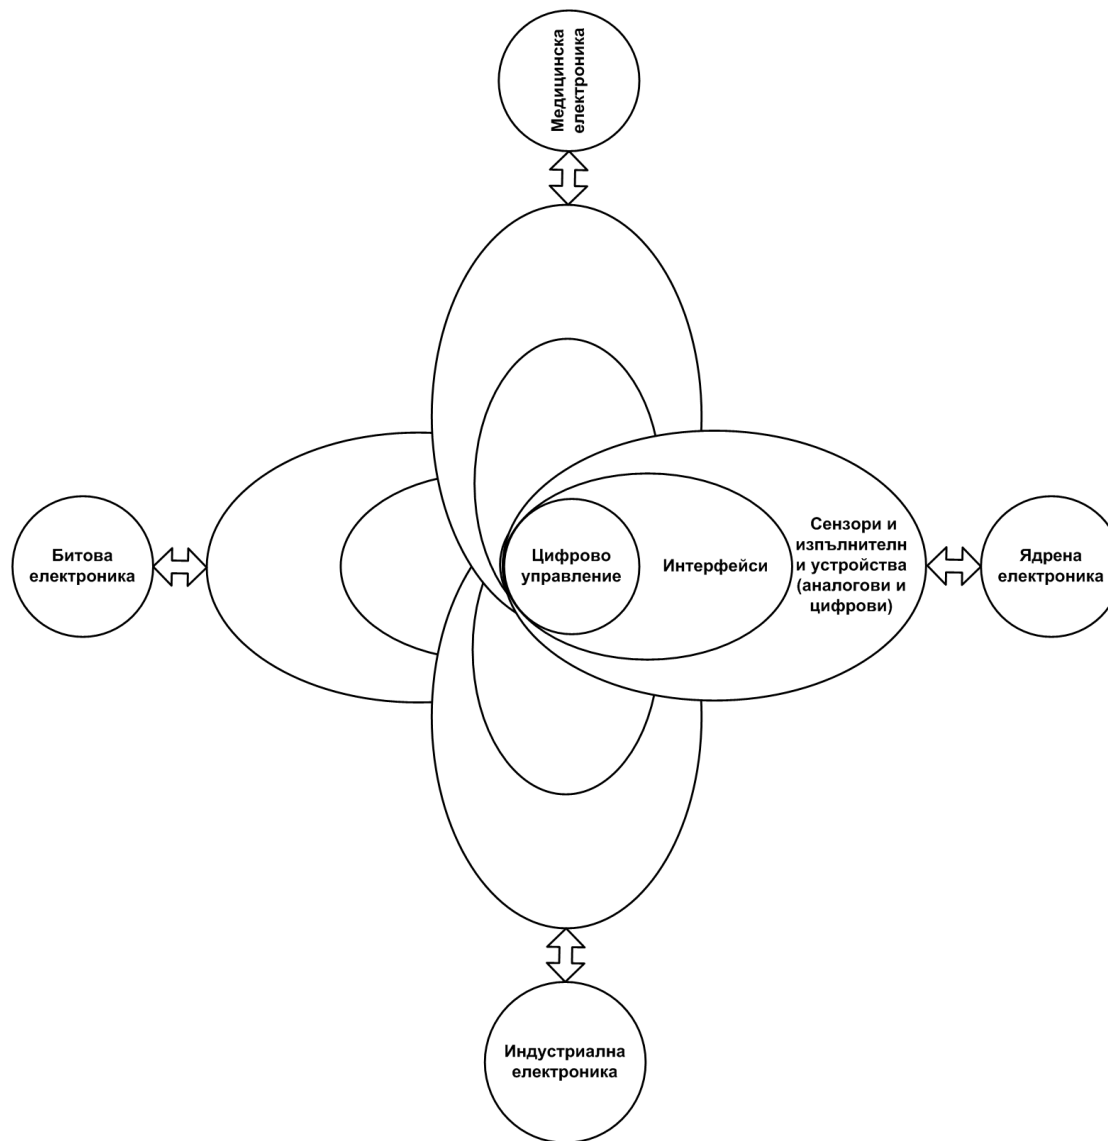 Медицинска
електроника
Битова
електроника
Цифрово
управление
Интерфейси
Сензори и
изпълнителн
и устройства
(аналогови и
цифрови)
Ядрена
електроника
Индустриална
електроника